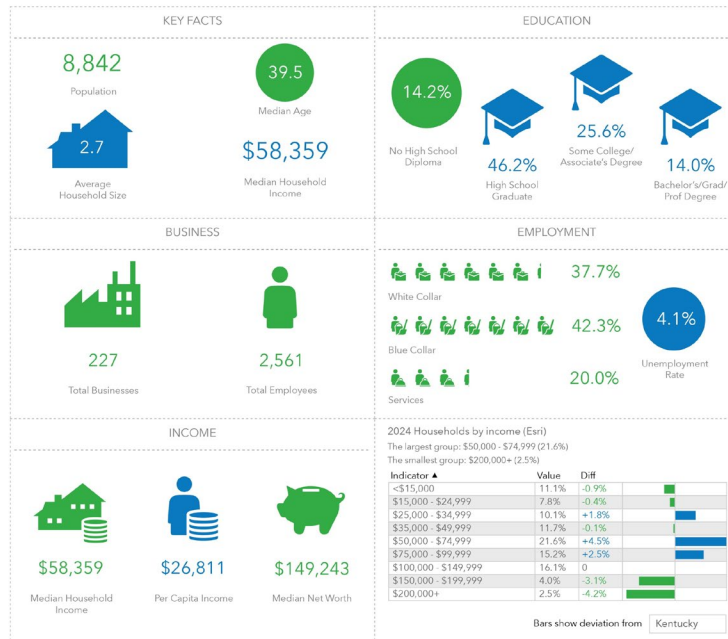 KEY FACTS
8,842
Population
39.5
Median Age
2.7
Average
Household Size
$58,359
Median Household
Income
EDUCATION
14.2%
No High School
Diploma
46.2%
High School
Graduate
25.6%
Some College/
Associate's Degree
14.0%
Bachelor's/Grad/
Prof Degree
BUSINESS
227
Total Businesses
2,561
Total Employees
EMPLOYMENT
37.7%
White Collar
42.3%
Blue Collar
20.0%
Services
4.1%
Unemployment
Rate
INCOME
$58,359
Median Household
Income
$26,811
Per Capita Income
$149,243
Median Net Worth
2024 Households by income (Esri)
The largest group: $50,000 - $74,999 (21.6%)
The smallest group: $200,000+ (2.5%)
Indicator ▲ Value Diff
<$15,000 11.1% -0.9%
$15,000 - $24,999 7.8% -0.4%
$25,000 - $34,999 10.1% +1.8%
$35,000 - $49,999 11.7% -0.1%
$50,000 - $74,999 21.6% +4.5%
$75,000 - $99,999 15.2% +2.5%
$100,000 - $149,999 16.1% 0
$150,000 - $199,999 4.0% -3.1%
$200,000+ 2.5% -4.2%
Bars show deviation from Kentucky